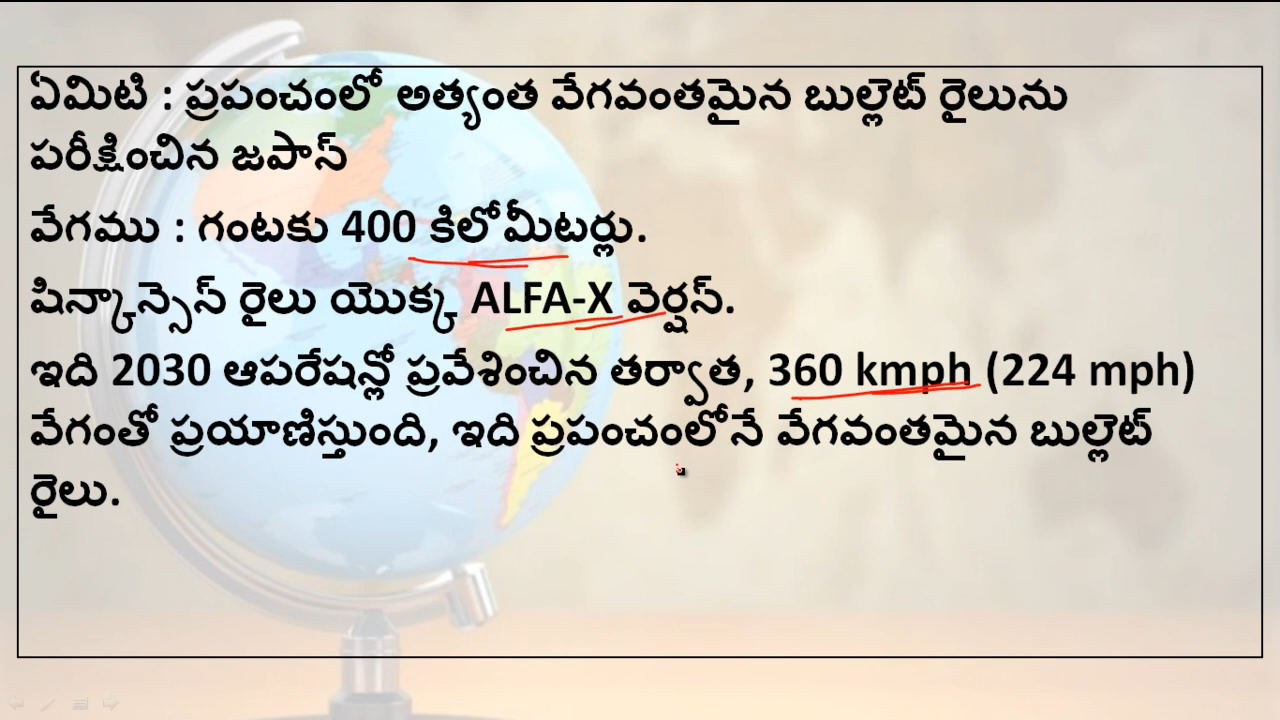 ఏమిటి : ప్రపంచంలో అత్యంత వేగవంతమైన బుల్లెట్ రైలును
పరీక్షించిన జపాన్
వేగము : గంటకు 400 కిలోమీటర్లు.
షిన్కాన్సెన్ రైలు యొక్క ALFA-X వెర్షన్.
ఇది 2030 ఆపరేషన్లో ప్రవేశించిన తర్వాత, 360 kmph (224 mph)
వేగంతో ప్రయాణిస్తుంది, ఇది ప్రపంచంలోనే వేగవంతమైన బుల్లెట్
రైలు.